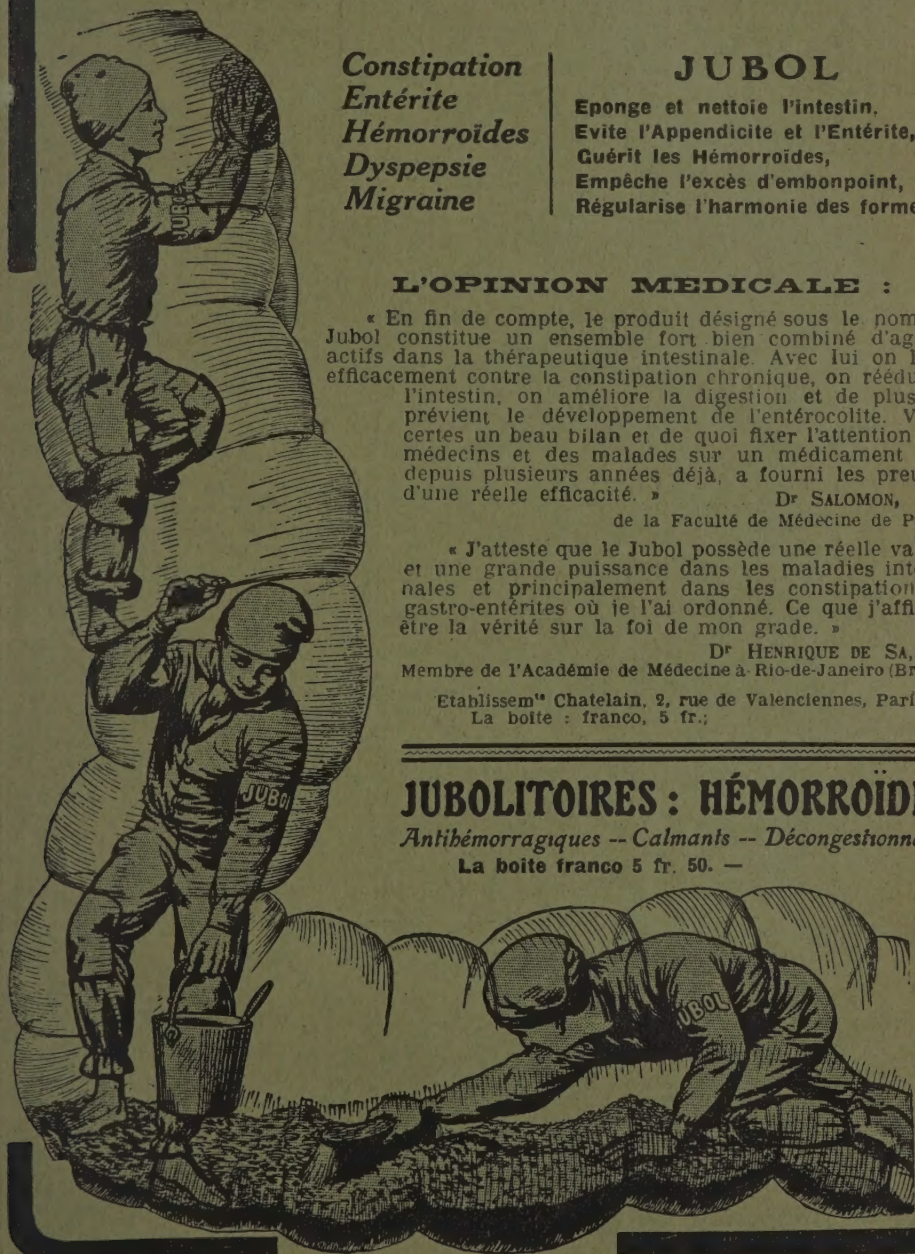 Constipation
Entérite
Hémorroïdes
Dyspepsie
Migraine
JUBOL
Eponge et nettoie l'intestin,
Evite l'Appendicite et l'Entérite,
Guérit les Hémorroïdes,
Empêche l'excès d'embonpoint,
Régularise l'harmonie des forme
L'OPINION MEDICALE :
« En fin de compte, le produit désigné sous le nom
Jubol constitue un ensemble fort bien combiné d'ag
actifs dans la thérapeutique intestinale. Avec lui on l
efficacement contre la constipation chronique, on réédu
l'intestin, on améliore la digestion et de plus
prévient le développement de l'entérocolite. V
certes un beau bilan et de quoi fixer l'attention
médecins et des malades sur un médicament
depuis plusieurs années déjà, a fourni les preu
d'une réelle efficacité. »
Dr SALOMON,
de la Faculté de Médecine de P
« J'atteste que le Jubol possède une réelle va
et une grande puissance dans les maladies inte
nales et principalement dans les constipation
gastro-entérites où je l'ai ordonné. Ce que j'affi
être la vérité sur la foi de mon grade. »
Dr HENRIQUE DE SA,
Membre de l'Académie de Médecine à Rio-de-Janeiro (Br
Etablissemts Chatelain, 2, rue de Valenciennes, Pari
La boîte : franco, 5 fr.;
JUBOLITOIRES : HÉMORROÏD
Antihémorragiques -- Calmants -- Décongestionna
La boîte franco 5 fr. 50. —
JUBOL
JUBOL
JUBOL